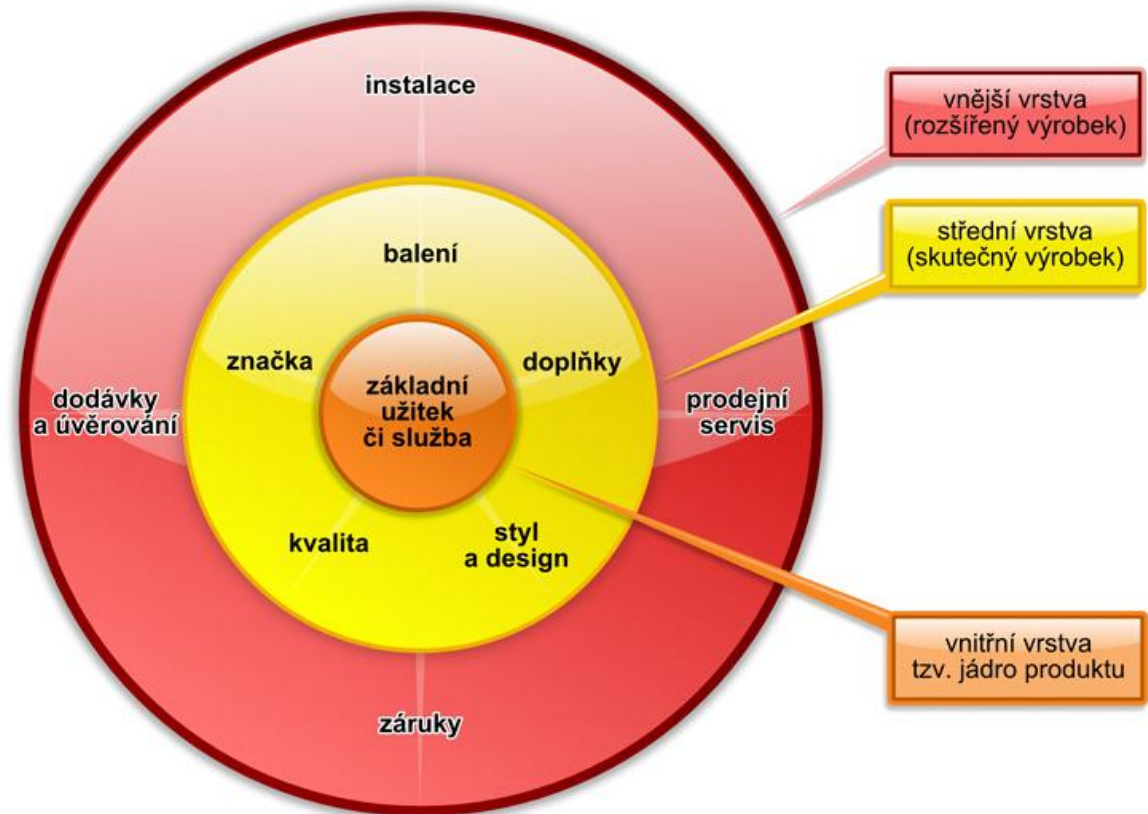 instalace
vnější vrstva
(rozšířený výrobek)
střední vrstva
(skutečný výrobek)
balení
značka
doplňky
základní
užitek
či služba
dodávky
a úvěrování
prodejní
servis
kvalita
styl
a design
vnitřní vrstva
tzv. jádro produktu
záruky